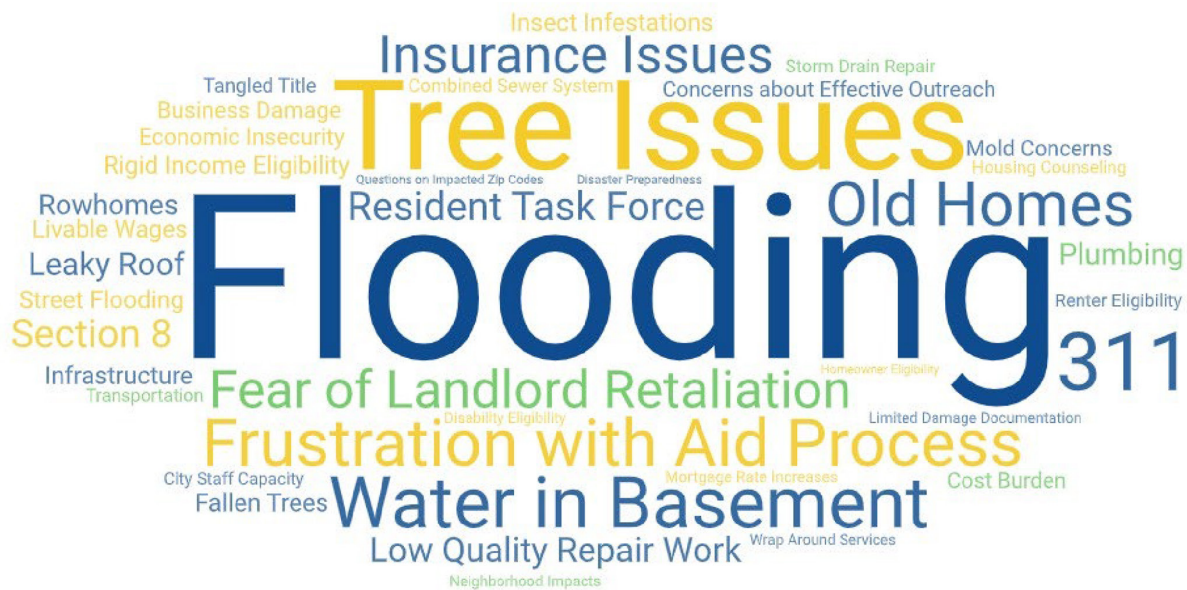 Insect Infestations
Insurance Issues
Storm Drain Repair
Tangled Title
Combined Sewer System
Concerns about Effective Outreach
Business Damage
Tree Issues
Economic Insecurity
Mold Concerns
Rigid Income Eligibility
Housing Counseling
Questions on Impacted Zip Codes
Disaster Preparedness
Rowhomes
Resident Task Force
Old Homes
Livable Wages
Flooding
Plumbing
Leaky Roof
Street Flooding
Renter Eligibility
Section 8
311
Infrastructure
Homeowner Eligibility
Transportation
Fear of Landlord Retaliation
Disability Eligibility
Limited Damage Documentation
Frustration with Aid Process
City Staff Capacity
Mortgage Rate Increases
Cost Burden
Fallen Trees
Water in Basement
Low Quality Repair Work
Wrap Around Services
Neighborhood Impacts